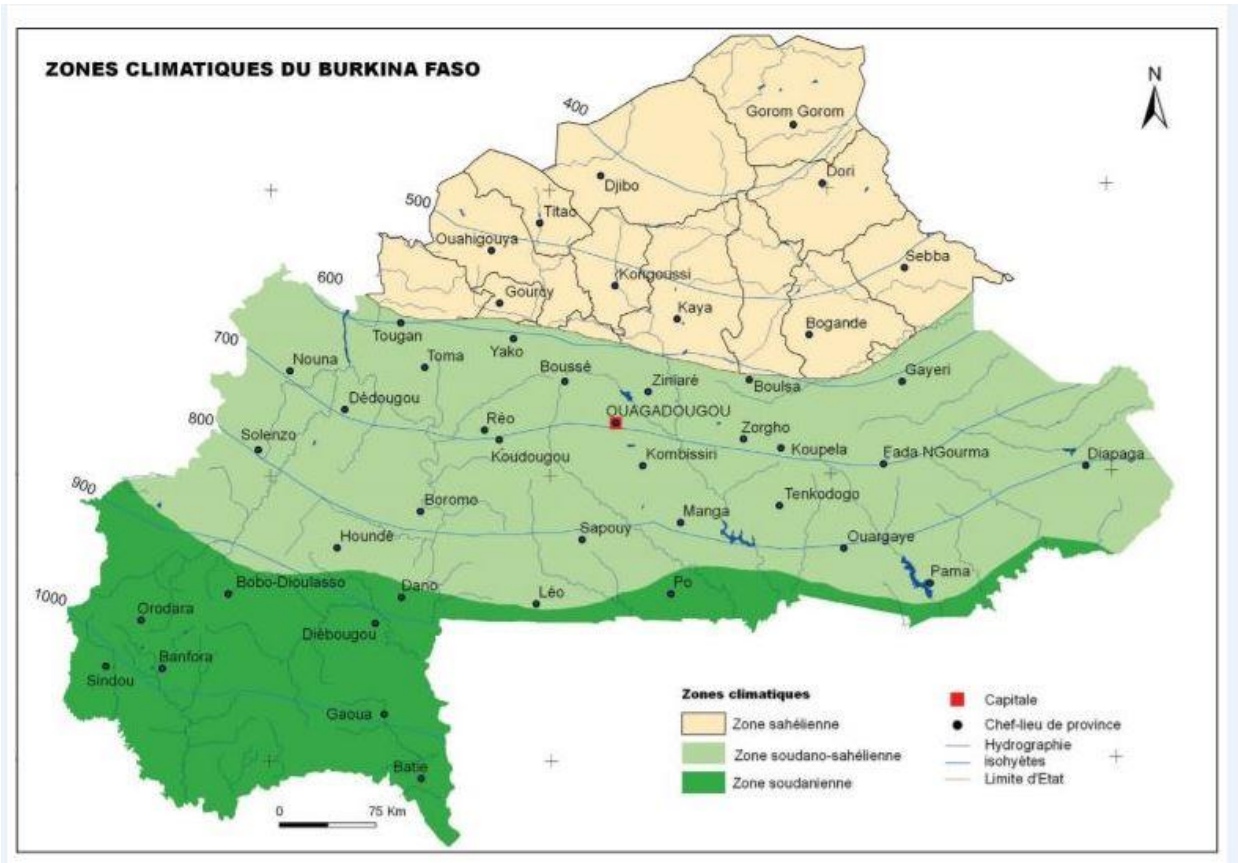 ZONES CLIMATIQUES DU BURKINA FASO
N
400
Gorom Gorom
Djibo
Dori
500
Titao
Ouahigouya
Sebba
Kongoussi
600
Gourcy
Kaya
Bogande
Tougan
700
Yako
Nouna
Toma
Boussè
Ziniaré
Boulsa
Gayeri
Dèdougou
OUAGADOUGOU
800
Rèo
Zorgho
Solenzo
Koudougou
Kombissiri
Koupela
Fada NGourma
Diapaga
900
Boromo
Tenkodogo
Manga
Houndè
Sapouy
Ouargaye
Bobo-Dioulasso
Dano
Lèo
Po
Pama
1000
Orodara
Dièbougou
Banfora
Sindou
Gaoua
Batie
Zones climatiques
Zone sahélienne
Zone soudano-sahélienne
Zone soudanienne
Capitale
Chef-lieu de province
Hydrographie
isohyètes
Limite d'Etat
0 75 Km